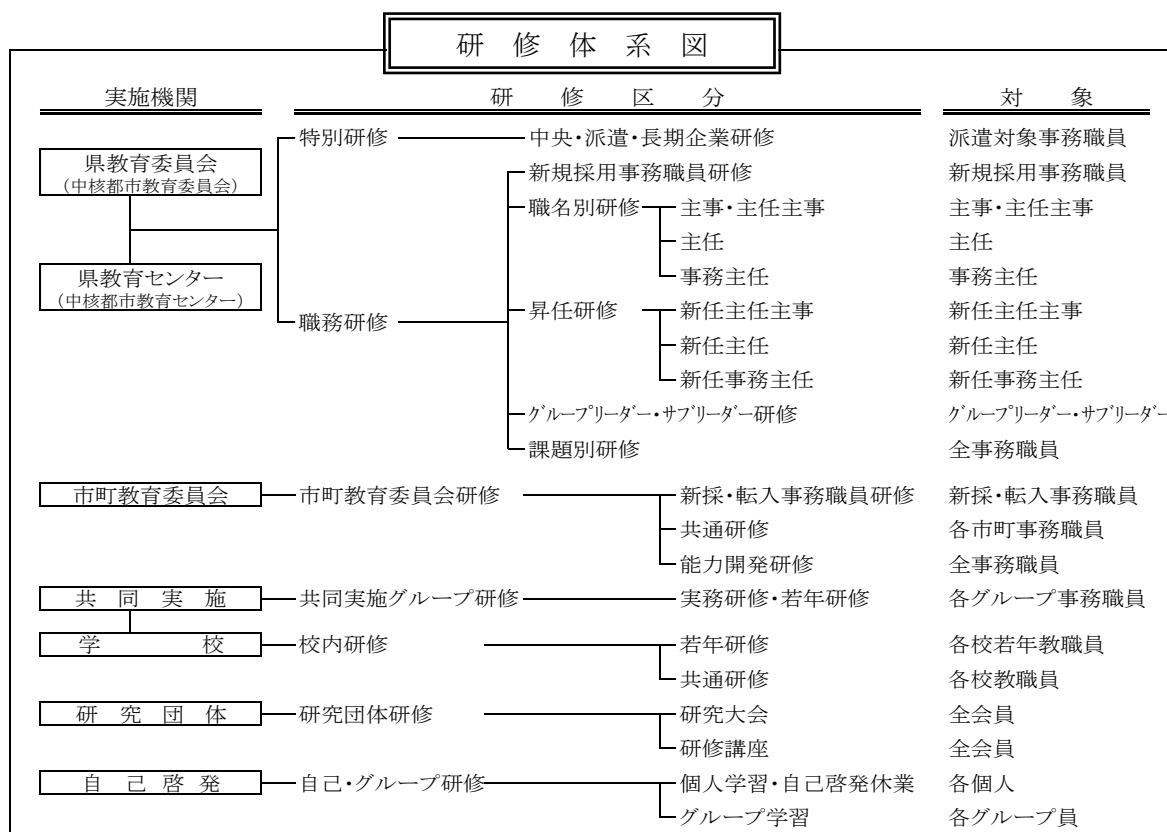 研修体系図
実施機関 研修区分 対象
特別研修 中央・派遣・長期企業研修 派遣対象事務職員
県教育委員会
(中核都市教育委員会)
新規採用事務職員研修 新規採用事務職員
職名別研修 主事・主任主事 主事・主任主事
主任 主任
県教育センター
(中核都市教育センター)
事務主任 事務主任
昇任研修 新任主任主事 新任主任主事
職務研修
新任主任 新任主任
新任事務主任 新任事務主任
グループリーダー・サブリーダー研修 グループリーダー・サブリーダー
課題別研修 全事務職員
市町教育委員会 市町教育委員会研修 新採・転入事務職員研修 新採・転入事務職員
共通研修 各市町事務職員
能力開発研修 全事務職員
共同実施 共同実施グループ研修 実務研修・若年研修 各グループ事務職員
学校 校内研修 若年研修 各校若年教職員
共通研修 各校教職員
研究団体 研究団体研修 研究大会 全会員
研修講座 全会員
自己啓発 自己・グループ研修 個人学習・自己啓発休業 各個人
グループ学習 各グループ員